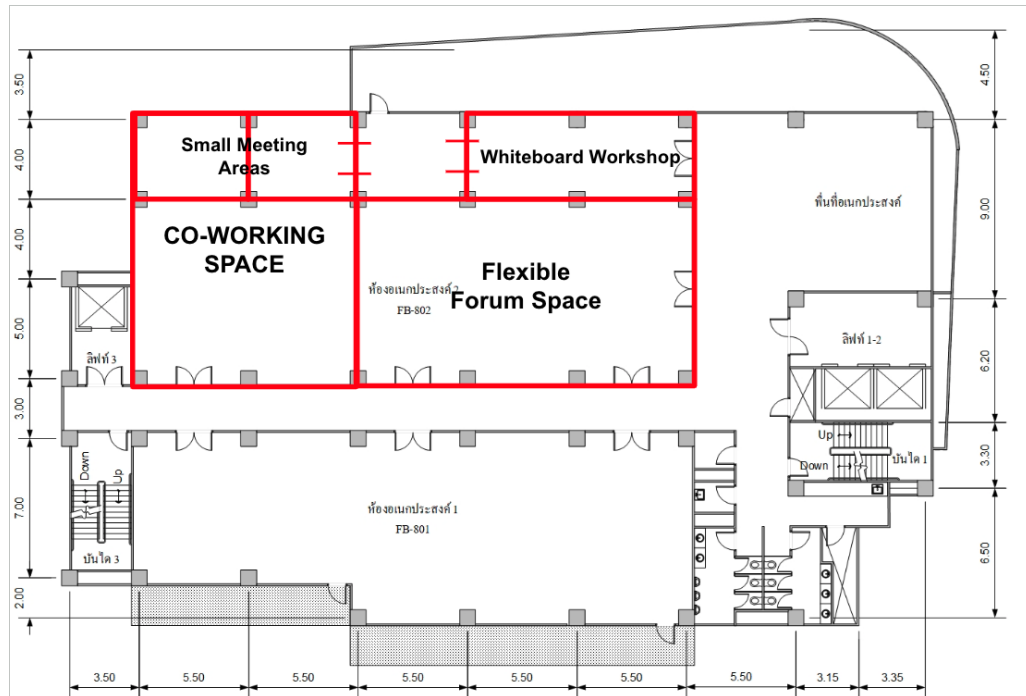 3.50
4.50
Small Meeting
Areas
Whiteboard Workshop
4.00
9.00
พื้นที่อเนกประสงค์
CO-WORKING
SPACE
Flexible
Forum Space
4.00
ห้องอเนกประสงค์ 2
FB-802
5.00
ลิฟท์ 3
ลิฟท์ 1-2
6.20
3.00
Up
Down
บันได 1
3.30
Down
Up
7.00
ห้องอเนกประสงค์ 1
FB-801
บันได 3
6.50
2.00
3.50
5.50
5.50
5.50
5.50
5.50
5.50
3.15
3.35